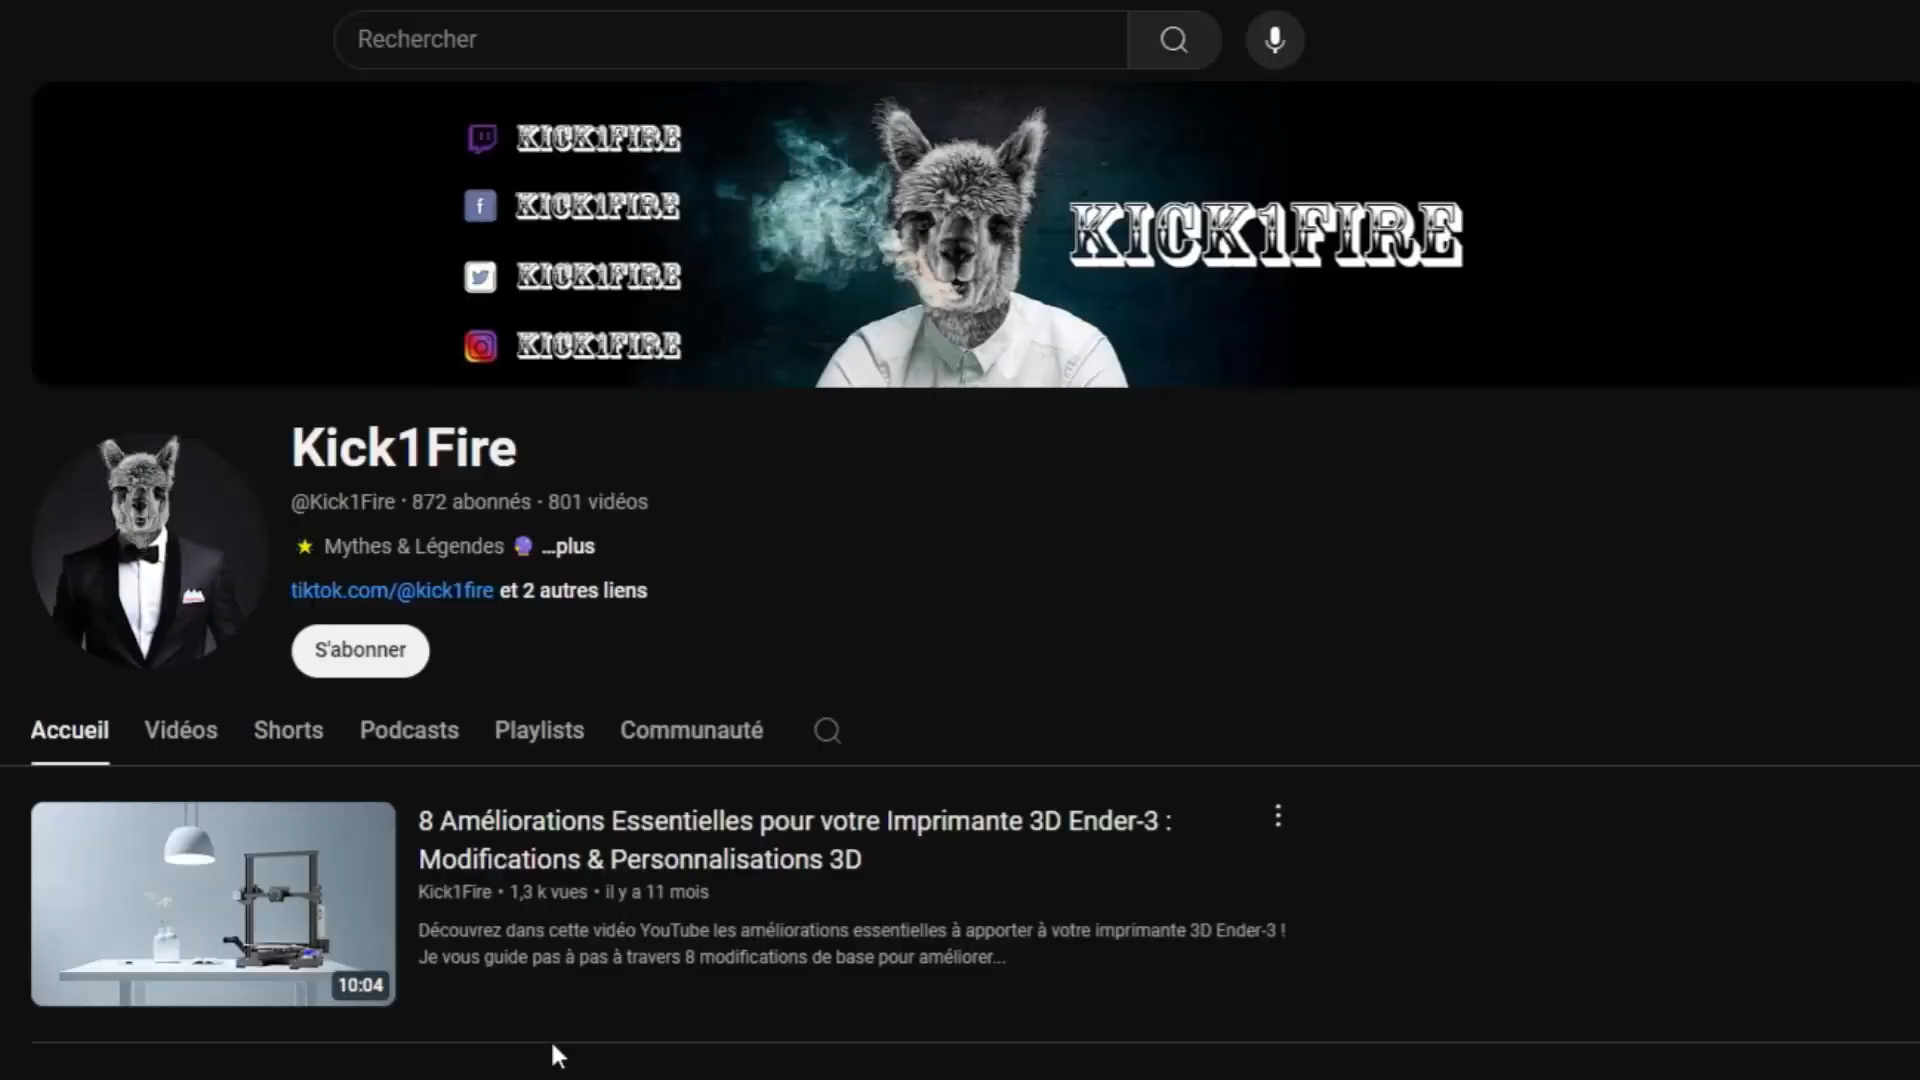 Rechercher
KICK1FIRE
KICK1FIRE
KICK1FIRE
KICK1FIRE
KICK1FIRE
Kick1Fire
@Kick1Fire • 872 abonnés • 801 vidéos
Mythes & Légendes ...plus
tiktok.com/@kick1fire et 2 autres liens
S'abonner
Accueil Vidéos Shorts Podcasts Playlists Communauté
8 Améliorations Essentielles pour votre Imprimante 3D Ender-3 :
Modifications & Personnalisations 3D
Kick1Fire • 1,3 k vues • il y a 11 mois
Découvrez dans cette vidéo YouTube les améliorations essentielles à apporter à votre imprimante 3D Ender-3 !
Je vous guide pas à pas à travers 8 modifications de base pour améliorer...
10:04